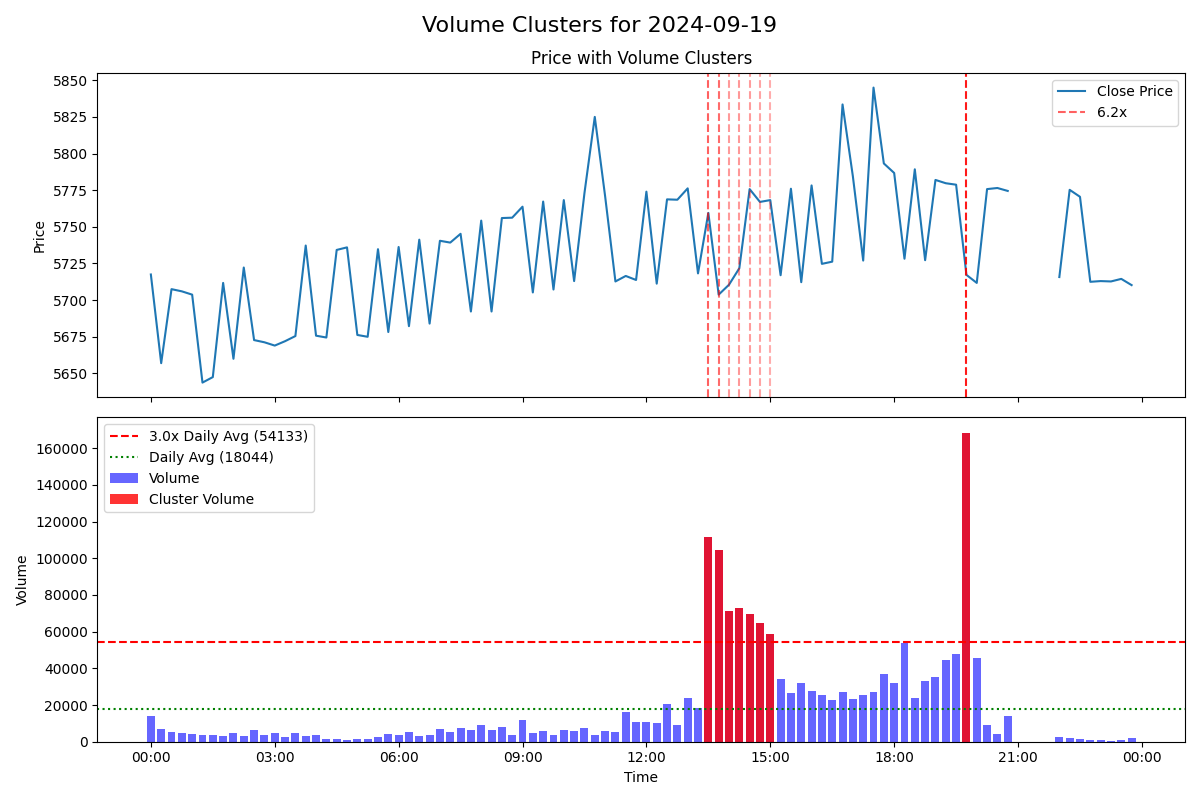 Volume Clusters for 2024-09-19
Price with Volume Clusters
Price
5850
5825
5800
5775
5750
5725
5700
5675
5650
Close Price
6.2x
Volume
160000
140000
120000
100000
80000
60000
40000
20000
0
3.0x Daily Avg (54133)
Daily Avg (18044)
Volume
Cluster Volume
00:00 03:00 06:00 09:00 12:00 15:00 18:00 21:00 00:00
Time